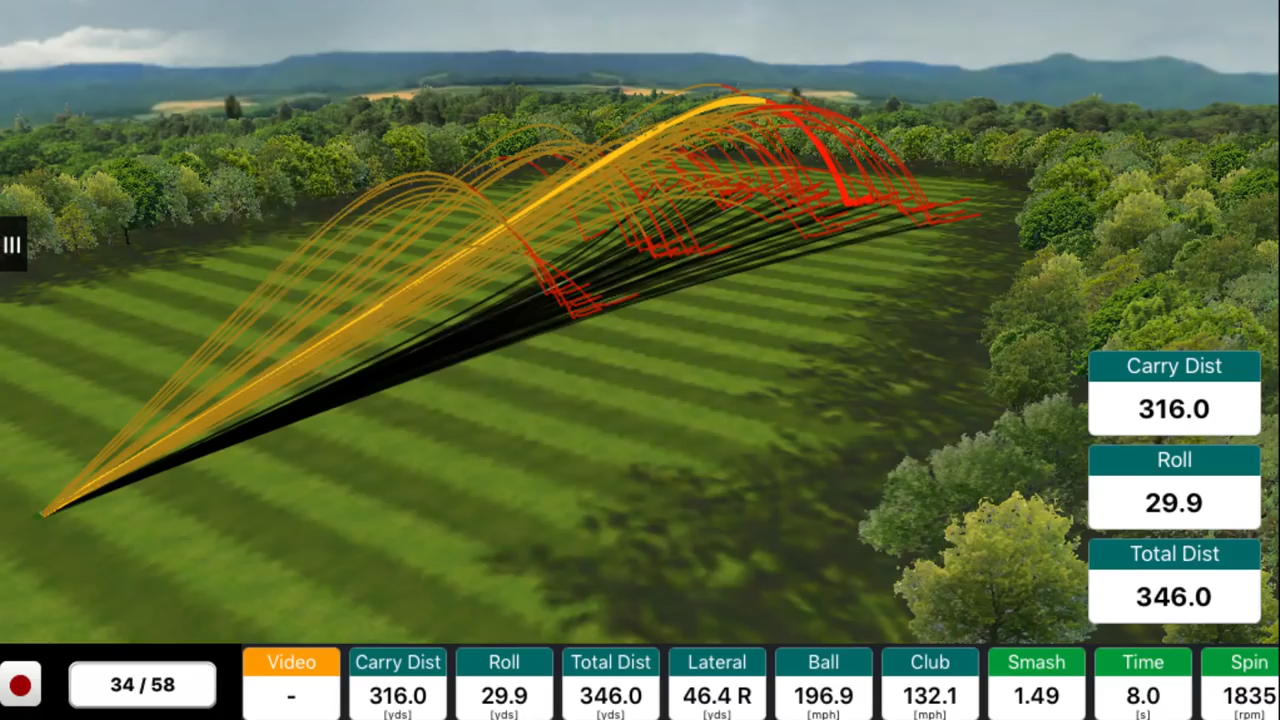 Carry Dist
316.0
Roll
29.9
Total Dist
346.0
34 / 58
Video
-
Carry Dist
316.0
[yds]
Roll
29.9
[yds]
Total Dist
346.0
[yds]
Lateral
46.4 R
[yds]
Ball
196.9
[mph]
Club
132.1
[mph]
Smash
1.49
Time
8.0
[s]
Spin
1835
[rpm]